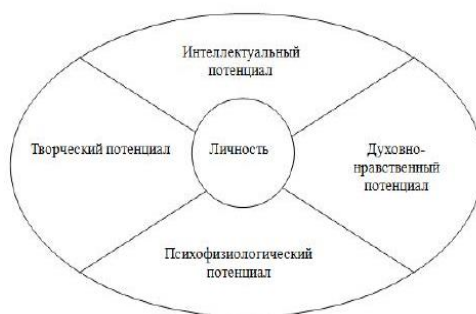 Интеллектуальный
потенциал
Творческий потенциал
Личность
Духовно-
нравственный
потенциал
Психофизиологический
потенциал